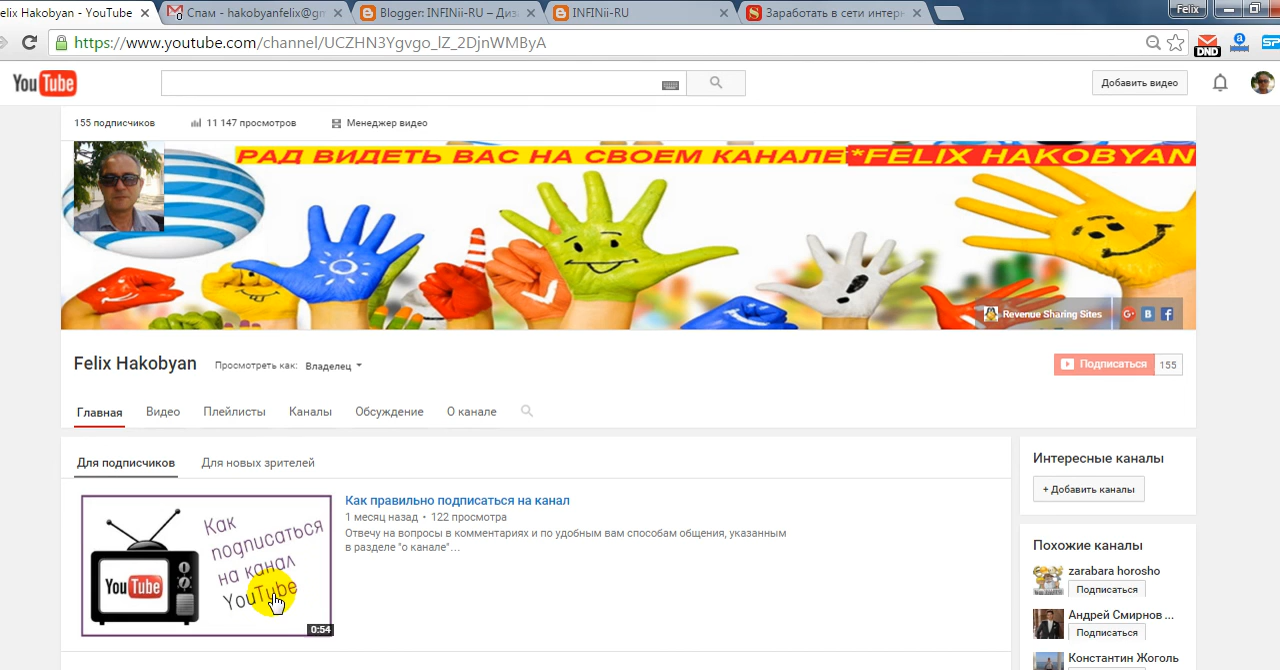 elix Hakobyan - YouTube
Спам - hakobyanfelix@gm
Blogger: INFINii-RU – Диз
INFINii-RU
Заработать в сети интерн
Felix
https://www.youtube.com/channel/UCZHN3Ygvgo_lZ_2DjnWMByA
DND
a
SP
YouTube
Добавить видео
155 подписчиков
11 147 просмотров
Менеджер видео
РАД ВИДЕТЬ ВАС НА СВОЕМ КАНАЛЕ*FELIX HAKOBYAN
Revenue Sharing Sites
G+
B
f
Felix Hakobyan
Просмотреть как: Владелец
Подписаться
155
Главная
Видео
Плейлисты
Каналы
Обсуждение
О канале
Для подписчиков
Для новых зрителей
Интересные каналы
+ Добавить каналы
Как
подписаться
на канал
YouTube
YouTube
0:54
Как правильно подписаться на канал
1 месяц назад • 122 просмотра
Отвечу на вопросы в комментариях и по удобным вам способам общения, указанным
в разделе "о канале"...
Похожие каналы
zarabara horosho
Подписаться
Андрей Смирнов ...
Подписаться
Константин Жоголь